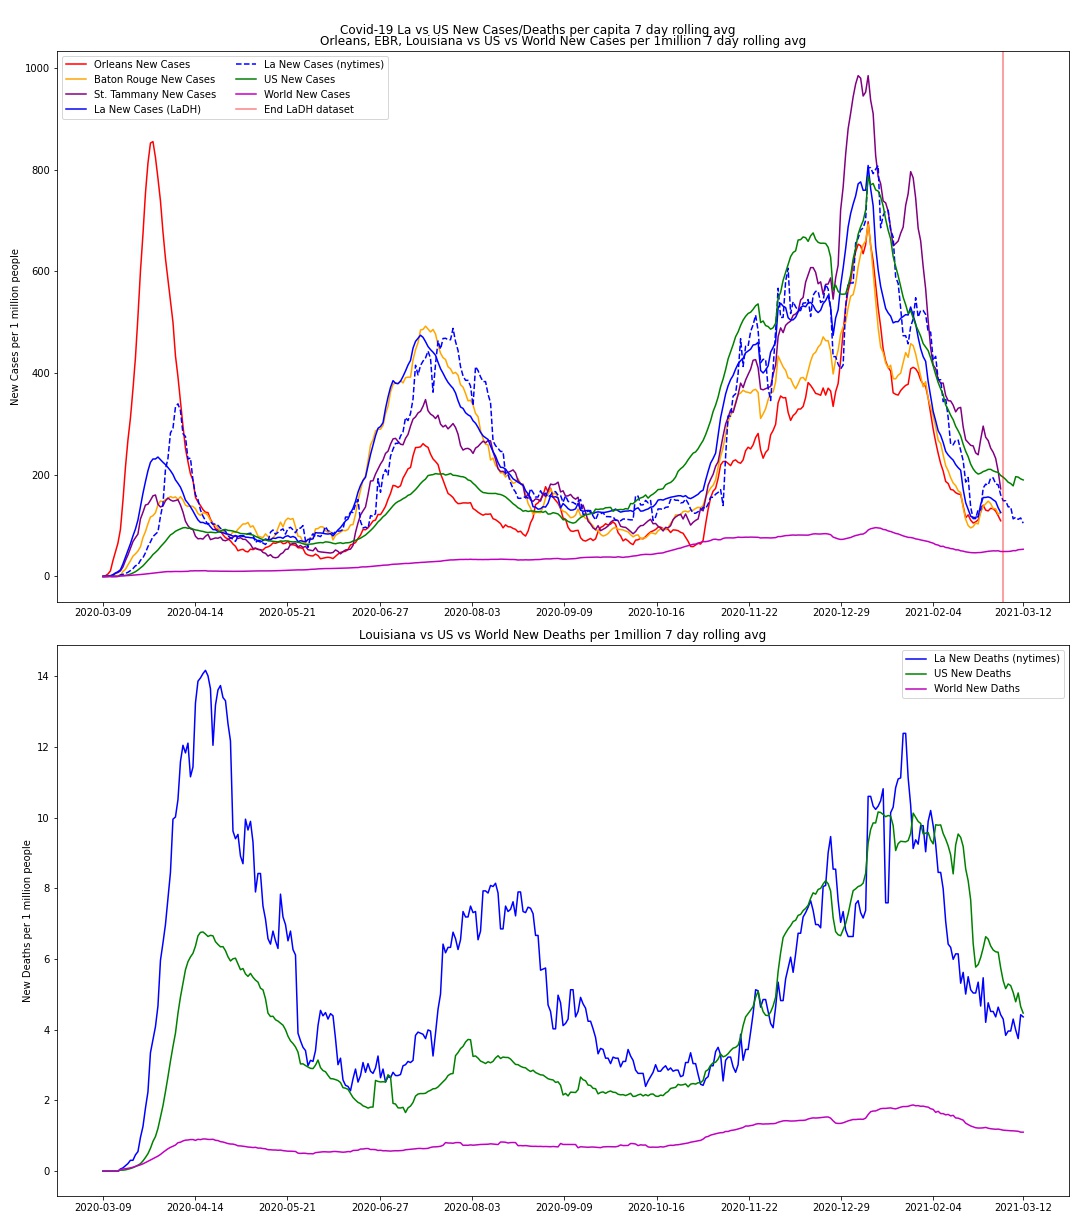 Covid-19 La vs US New Cases/Deaths per capita 7 day rolling avg
Orleans, EBR, Louisiana vs US vs World New Cases per 1million 7 day rolling avg
Orleans New Cases
Baton Rouge New Cases
St. Tammany New Cases
La New Cases (LaDH)
La New Cases (nytimes)
US New Cases
World New Cases
End LaDH dataset
New Cases per 1 million people
1000
800
600
400
200
0
2020-03-09 2020-04-14 2020-05-21 2020-06-27 2020-08-03 2020-09-09 2020-10-16 2020-11-22 2020-12-29 2021-02-04 2021-03-12
Louisiana vs US vs World New Deaths per 1million 7 day rolling avg
La New Deaths (nytimes)
US New Deaths
World New Daths
New Deaths per 1 million people
14
12
10
8
6
4
2
0
2020-03-09 2020-04-14 2020-05-21 2020-06-27 2020-08-03 2020-09-09 2020-10-16 2020-11-22 2020-12-29 2021-02-04 2021-03-12